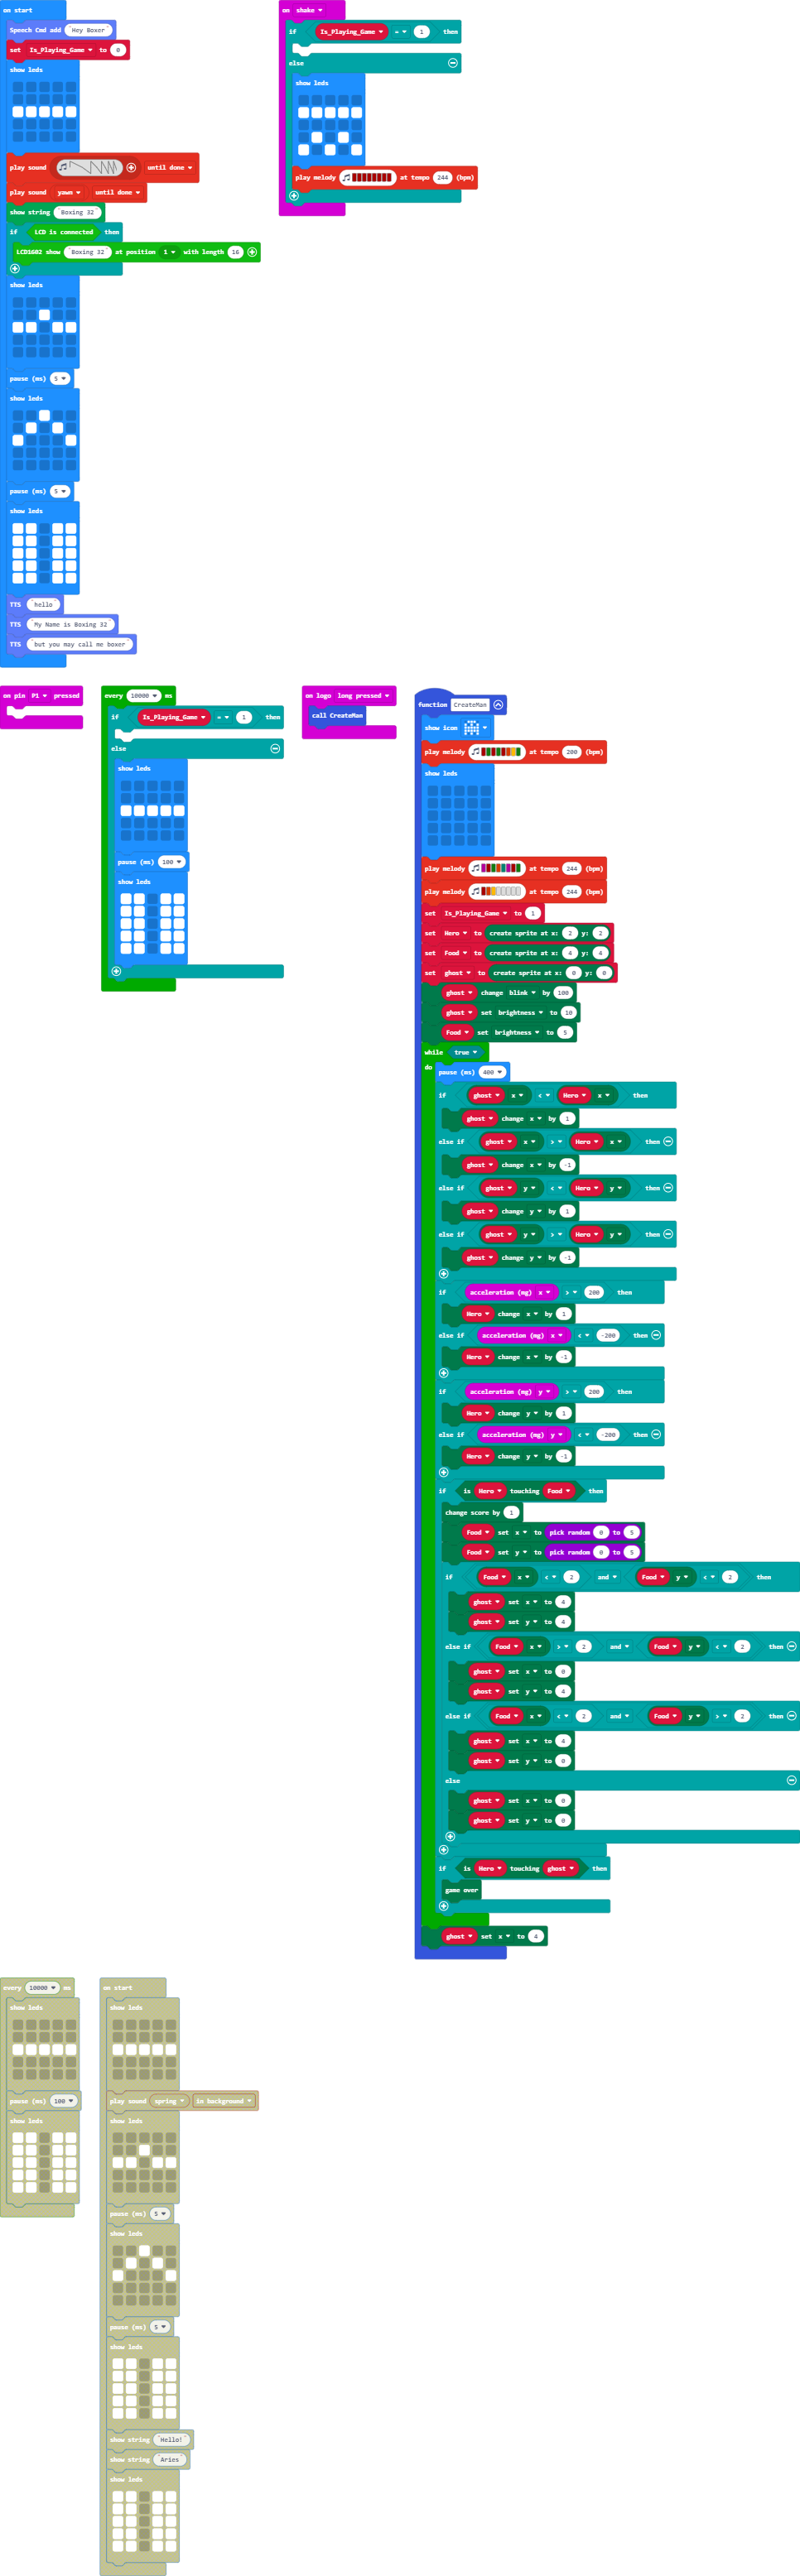 on start
Speech Cmd add Hey Boxer
set Is_Playing_Game to 0
show leds
play sound until done
play sound yawn until done
show string Boxing 32
if LCD is connected then
LCD1602 show Boxing 32 at position 1 with length 16
show leds
pause (ms) 5
show leds
pause (ms) 5
show leds
TTS hello
TTS My Name is Boxing 32
TTS but you may call me boxer
on shake
if Is_Playing_Game = 1 then
else
show leds
play melody at tempo 244 (bpm)
on pin P1 pressed
every 10000 ms
if Is_Playing_Game = 1 then
else
show leds
pause (ms) 100
show leds
on logo long pressed
call CreateMan
function CreateMan
show icon
play melody at tempo 200 (bpm)
show leds
play melody at tempo 244 (bpm)
play melody at tempo 244 (bpm)
set Is_Playing_Game to 1
set Hero to create sprite at x: 2 y: 2
set Food to create sprite at x: 4 y: 4
set ghost to create sprite at x: 0 y: 0
ghost change blink by 100
ghost set brightness to 10
Food set brightness to 5
while true
do
pause (ms) 400
if ghost x < Hero x then
ghost change x by 1
else if ghost x > Hero x then
ghost change x by -1
else if ghost y < Hero y then
ghost change y by 1
else if ghost y > Hero y then
ghost change y by -1
if acceleration (mg) x > 200 then
Hero change x by 1
else if acceleration (mg) x < -200 then
Hero change x by -1
if acceleration (mg) y > 200 then
Hero change y by 1
else if acceleration (mg) y < -200 then
Hero change y by -1
if is Hero touching Food then
change score by 1
Food set x to pick random 0 to 5
Food set y to pick random 0 to 5
if Food x < 2 and Food y < 2 then
ghost set x to 4
ghost set y to 4
else if Food x > 2 and Food y < 2 then
ghost set x to 0
ghost set y to 4
else if Food x < 2 and Food y > 2 then
ghost set x to 4
ghost set y to 0
else
ghost set x to 0
ghost set y to 0
if is Hero touching ghost then
game over
ghost set x to 4
every 10000 ms
show leds
pause (ms) 100
show leds
on start
show leds
play sound spring in background
show leds
pause (ms) 5
show leds
pause (ms) 5
show leds
show string "Hello!"
show string Aries
show leds